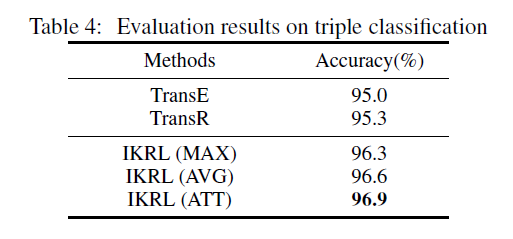 Table 4: Evaluation results on triple classification
Methods Accuracy(%)
TransE 95.0
TransR 95.3
IKRL (MAX) 96.3
IKRL (AVG) 96.6
IKRL (ATT) 96.9